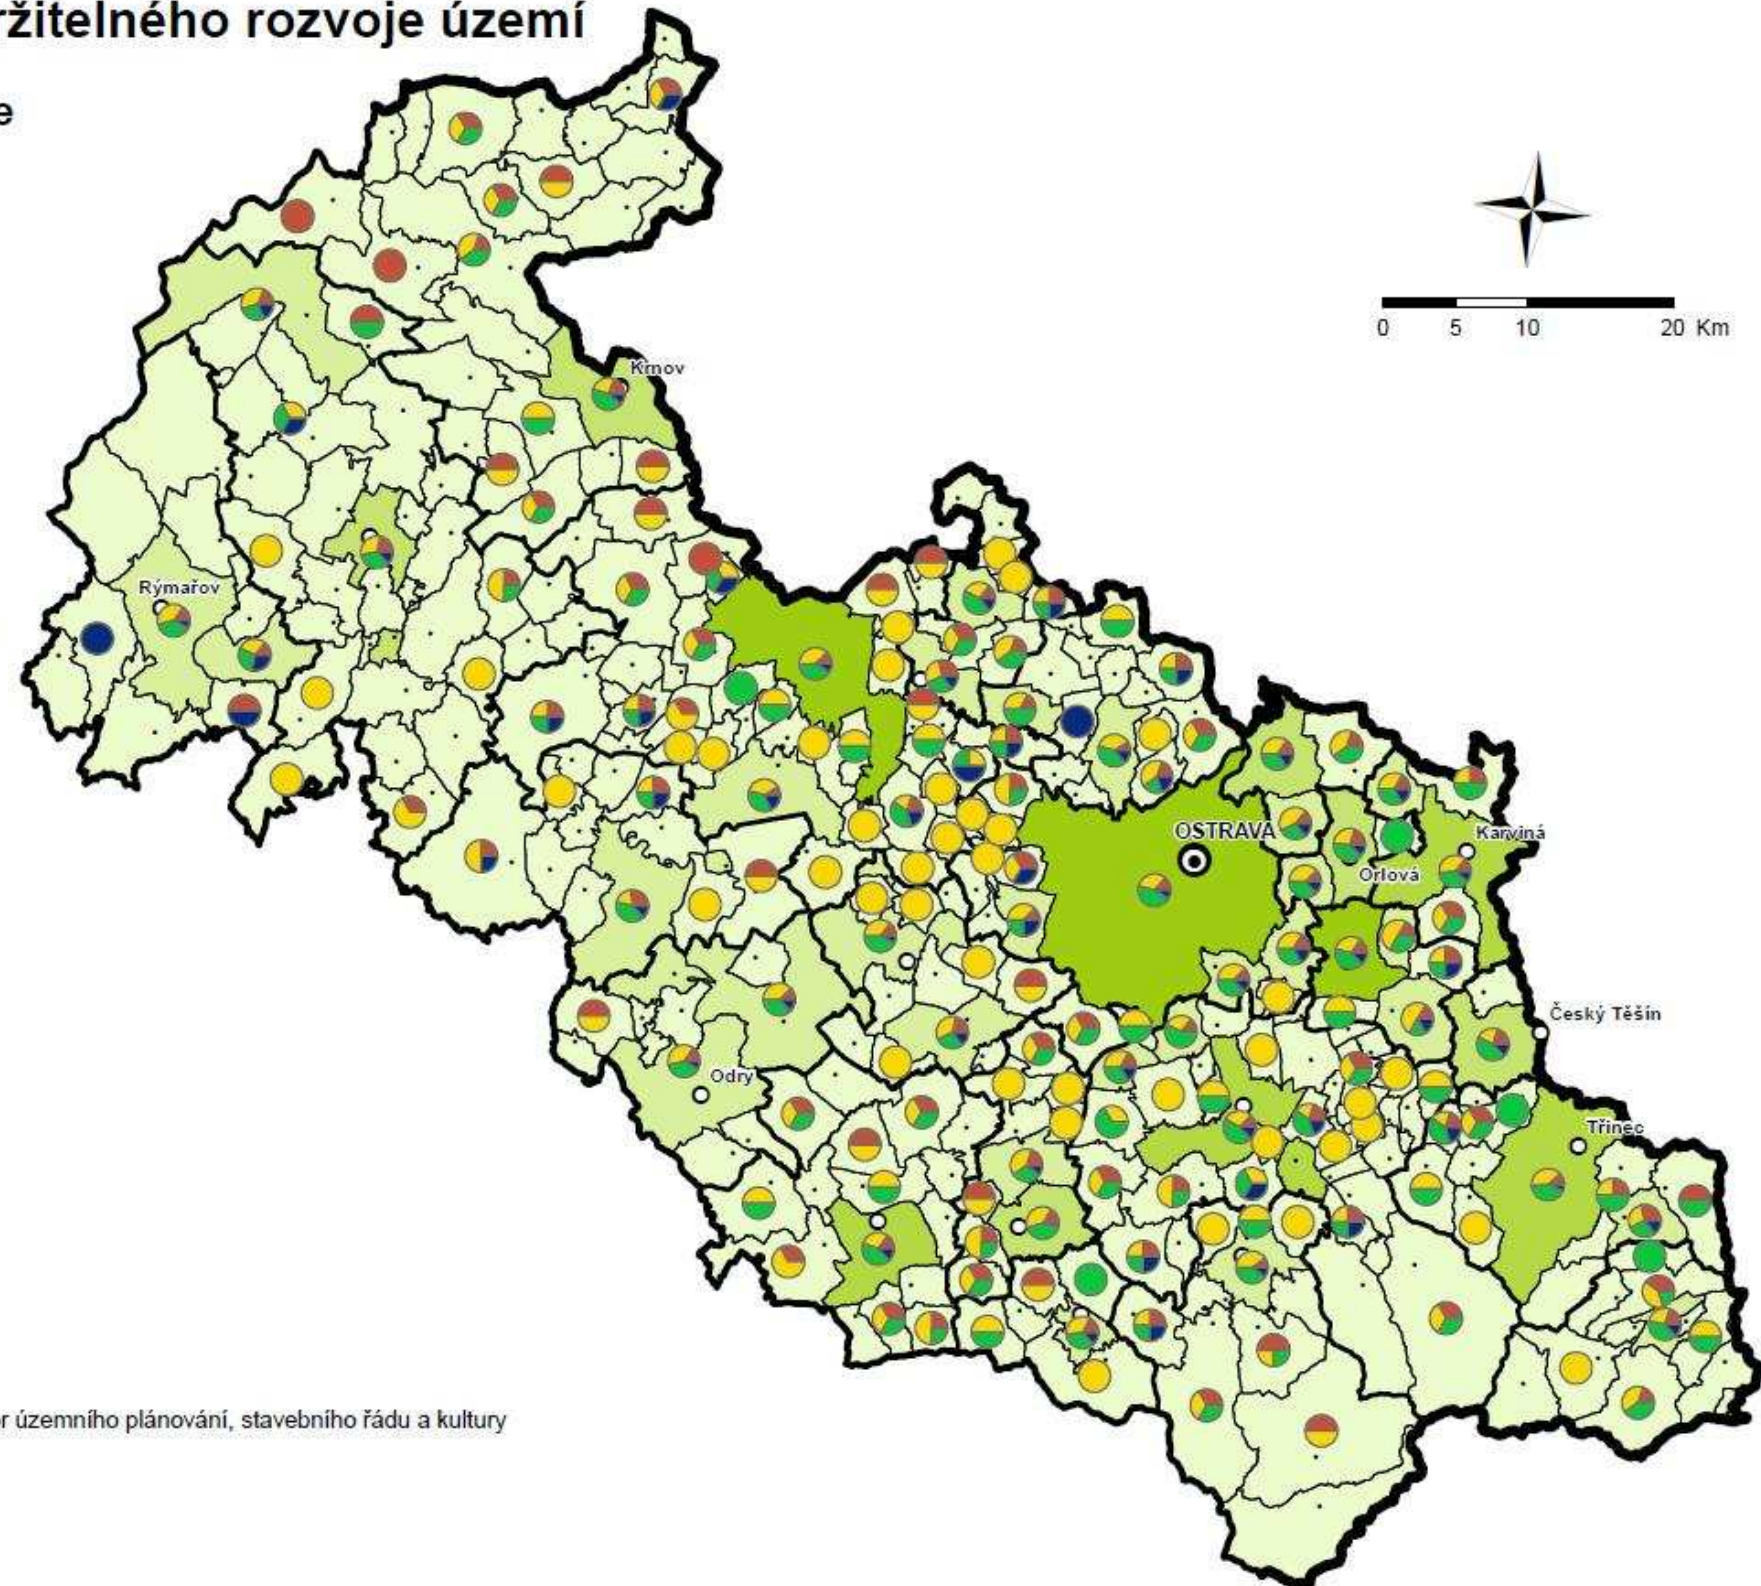 ržitelného rozvoje území
e
0 5 10 20 Km
Krnov
Rýmařov
OSTRAVA
Karviná
Orlová
Český Těšín
Odry
Třinec
r územního plánování, stavebního řádu a kultury